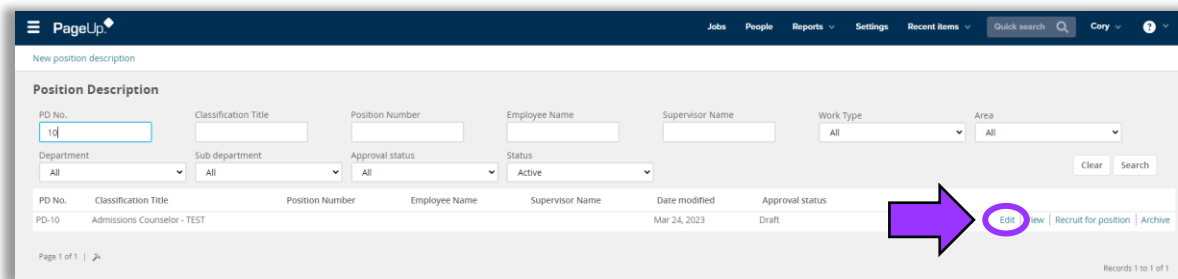 PageUp. Jobs People Reports Settings Recent items Quick search Cory ?
New position description
Position Description
PD No. Classification Title Position Number Employee Name Supervisor Name Work Type Area
10 All All
Department Sub department Approval status Status
All All All Active Clear Search
PD No. Classification Title Position Number Employee Name Supervisor Name Date modified Approval status
PD-10 Admissions Counselor - TEST Mar 24, 2023 Draft Edit | View | Recruit for position | Archive
Page 1 of 1 |
Records 1 to 1 of 1